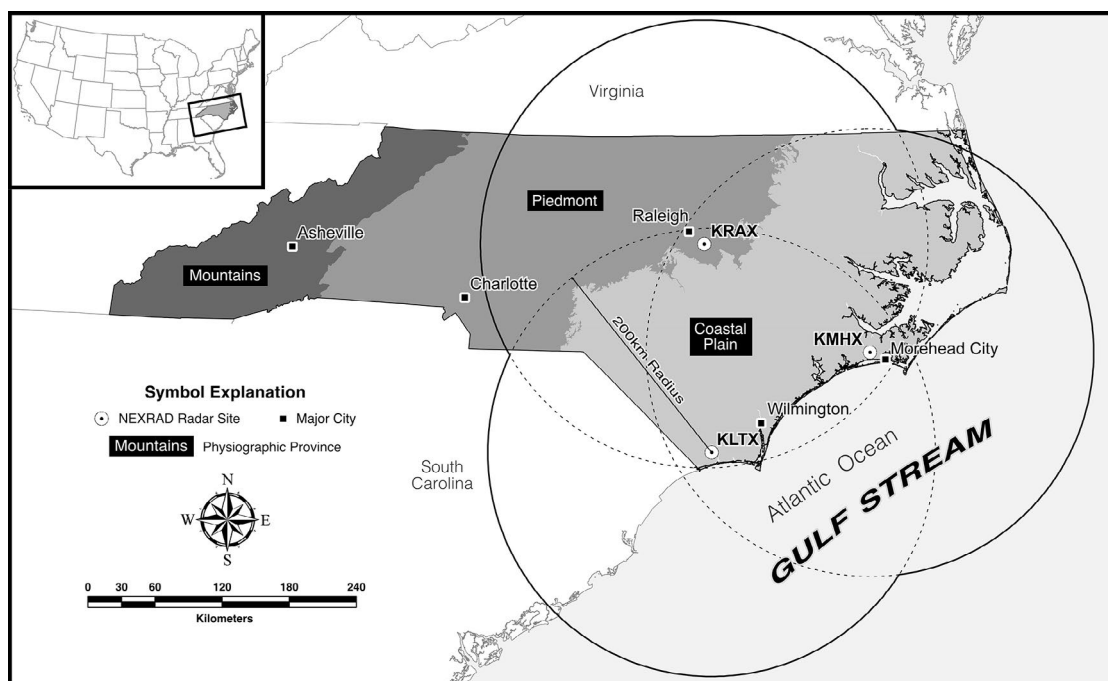 Virginia
Piedmont
Raleigh
KRAX
Asheville
Mountains
Charlotte
200km Radius
Coastal
Plain
KMHX
Morehead City
Wilmington
KLTX
South
Carolina
Atlantic Ocean
GULF STREAM
Symbol Explanation
NEXRAD Radar Site
Major City
Mountains
Physiographic Province
N
W
E
S
0 30 60 120 180 240
Kilometers